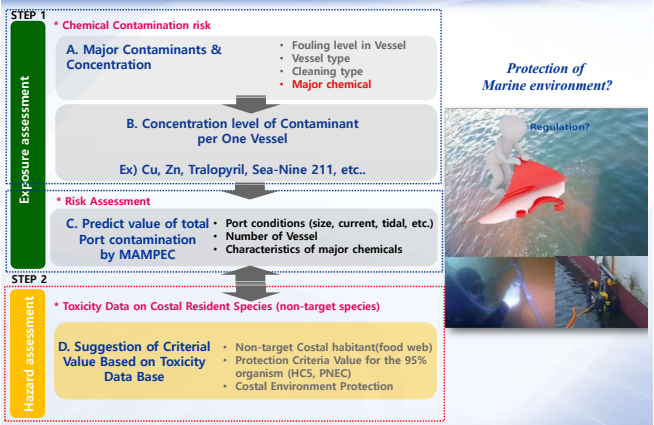 STEP 1
* Chemical Contamination risk
Exposure assessment
A. Major Contaminants &
Concentration
• Fouling level in Vessel
• Vessel type
• Cleaning type
• Major chemical
B. Concentration level of Contaminant
per One Vessel
Ex) Cu, Zn, Tralopyril, Sea-Nine 211, etc..
* Risk Assessment
C. Predict value of total
Port contamination
by MAMPEC
• Port conditions (size, current, tidal, etc.)
• Number of Vessel
• Characteristics of major chemicals
STEP 2
* Toxicity Data on Costal Resident Species (non-target species)
Hazard assessment
D. Suggestion of Criterial
Value Based on Toxicity
Data Base
• Non-target Costal habitant(food web)
• Protection Criteria Value for the 95%
organism (HC5, PNEC)
• Costal Environment Protection
Protection of
Marine environment?
Regulation?